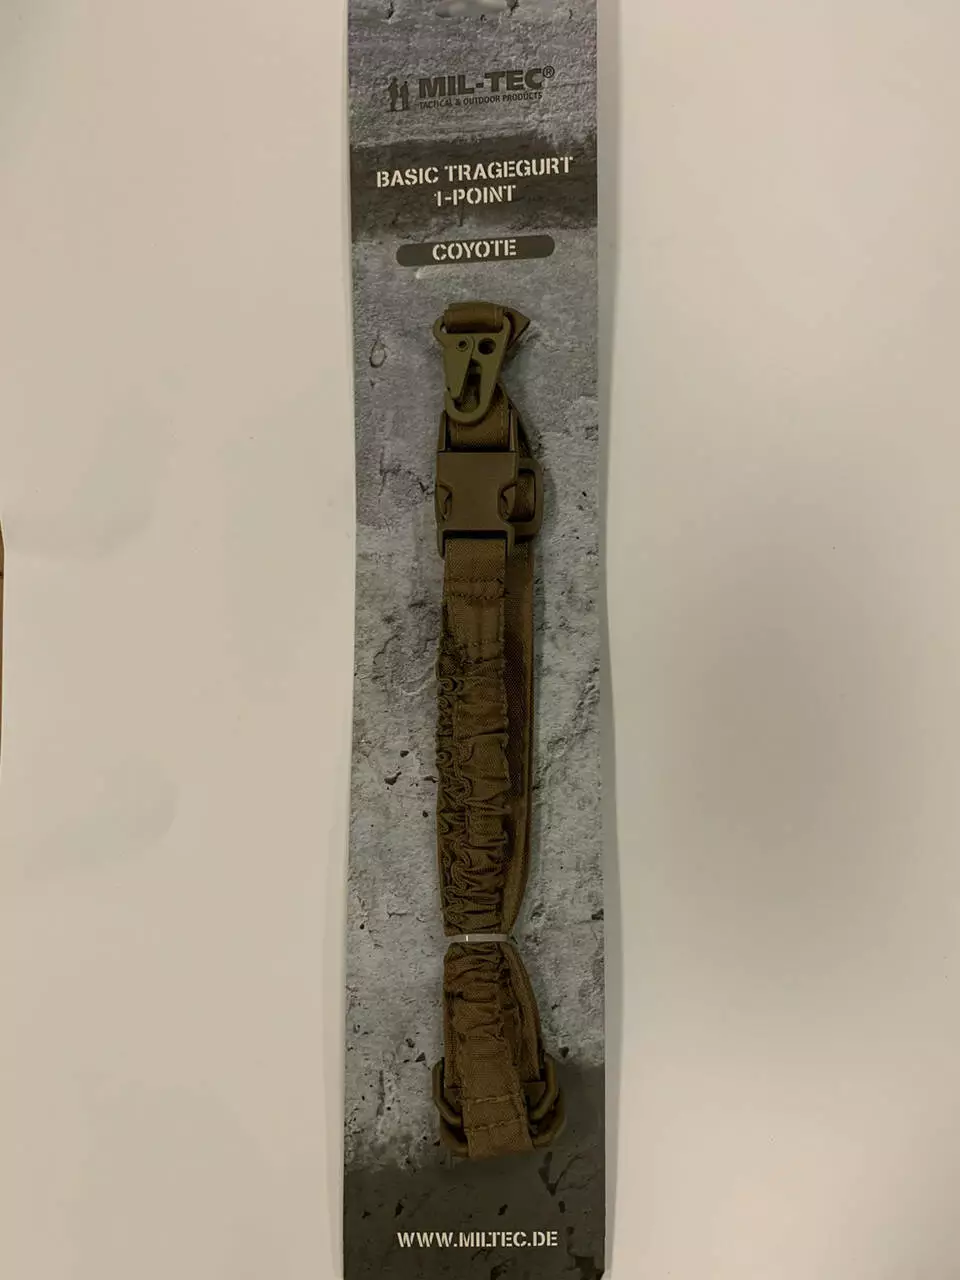 MIL-TEC®
TACTICAL & OUTDOOR PRODUCTS
BASIC TRAGEGURT
1-POINT
COYOTE
WWW.MILTEC.DE